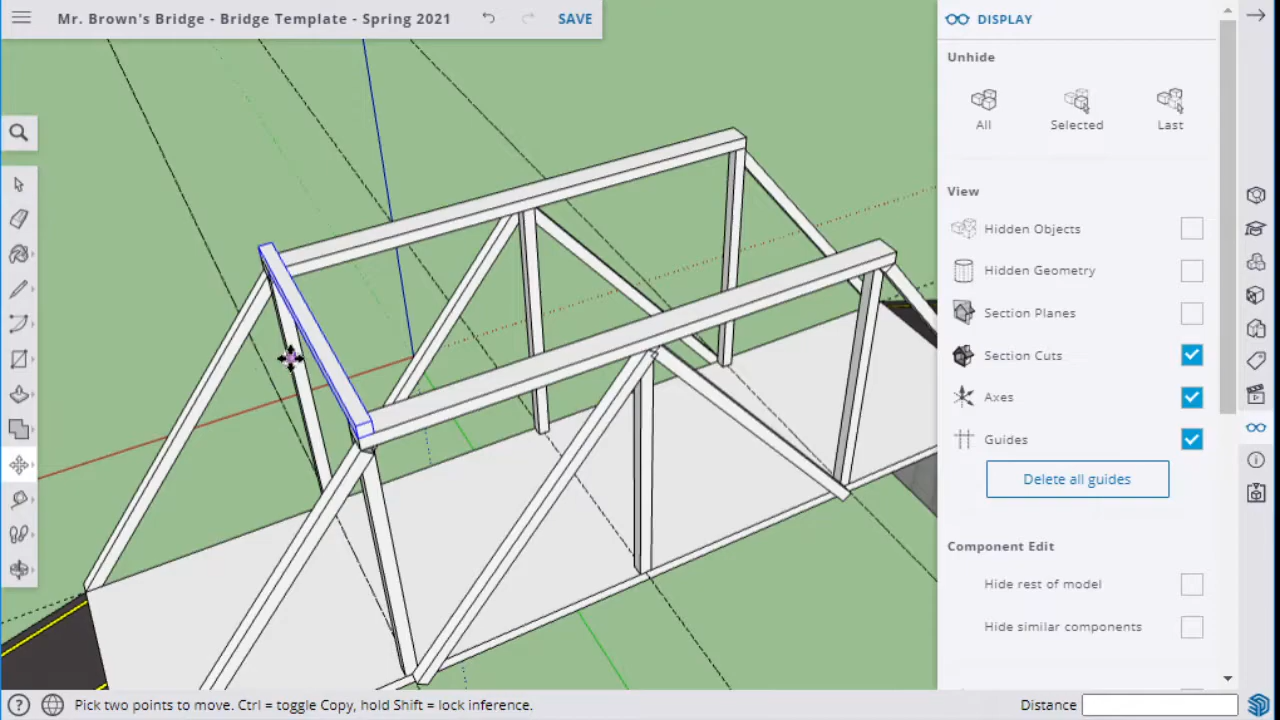 Mr. Brown's Bridge - Bridge Template - Spring 2021
SAVE
DISPLAY
Unhide
All
Selected
Last
View
Hidden Objects
Hidden Geometry
Section Planes
Section Cuts
Axes
Guides
Delete all guides
Component Edit
Hide rest of model
Hide similar components
? Pick two points to move. Ctrl = toggle Copy, hold Shift = lock inference.
Distance